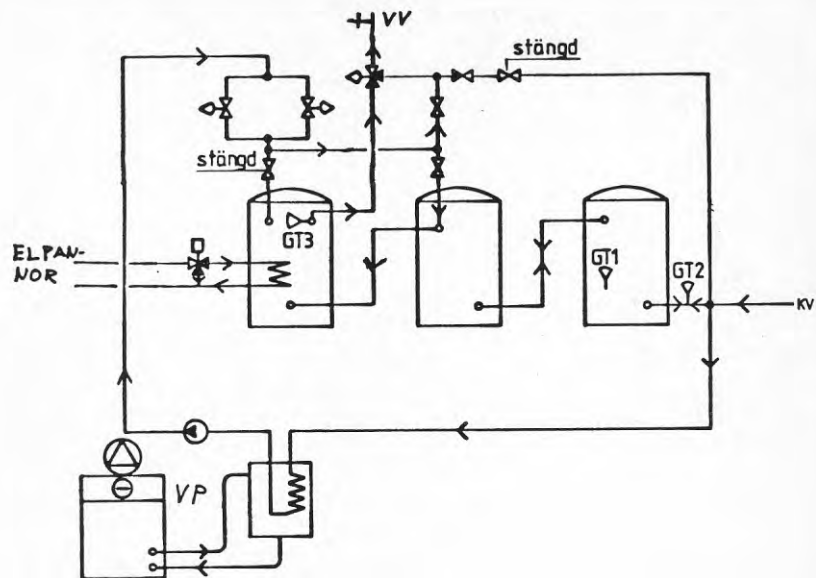 VV
stängd
stängd
GT3
GT1
GT2
ELPAN-
NOR
KV
VP